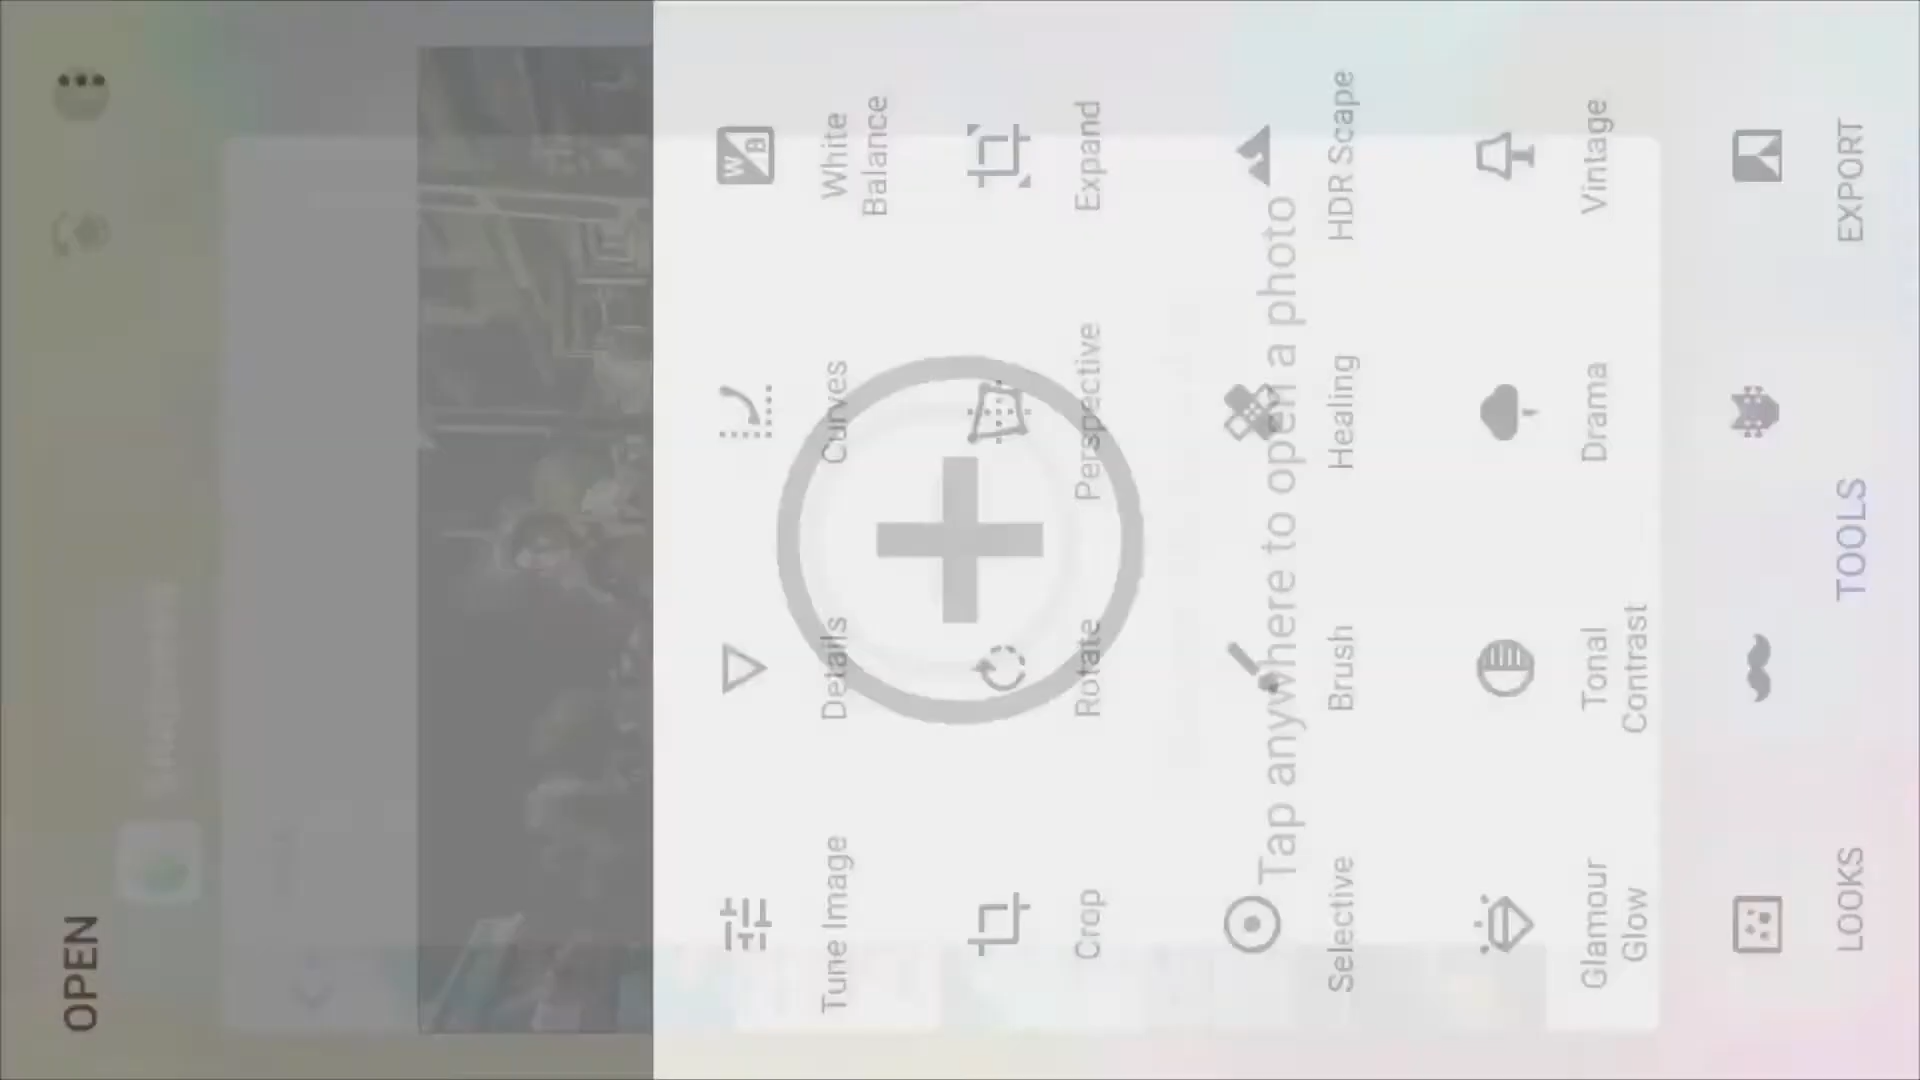 OPEN
Tune Image
Details
Curves
White
Balance
Crop
Rotate
Perspective
Expand
Tap anywhere to open a photo
Selective
Brush
Healing
HDR Scape
Glamour
Glow
Tonal
Contrast
Drama
Vintage
LOOKS
TOOLS
EXPORT